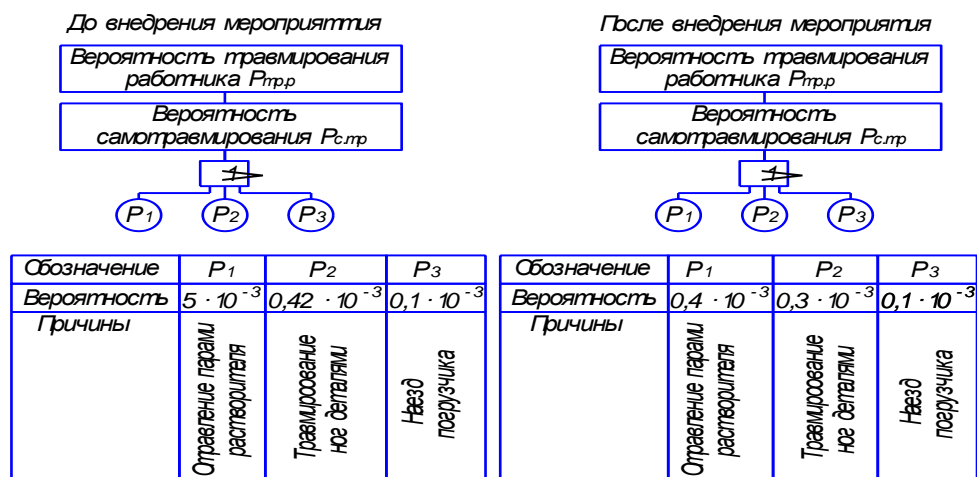 До внедрения мероприяттия
Вероятность травмирования
работника Pтр.р
Вероятность
самотравмирования Pс.тр
1
P1 P2 P3
Обозначение P1 P2 P3
Вероятность 5 · 10⁻³ 0,42 · 10⁻³ 0,1 · 10⁻³
Причины
Отравление парами
растворителя
Травмирование
ног деталями
Наезд
погрузчика
После внедрения мероприятия
Вероятность травмирования
работника Pтр.р
Вероятность
самотравмирования Pс.тр
1
P1 P2 P3
Обозначение P1 P2 P3
Вероятность 0,4 · 10⁻³ 0,3 · 10⁻³ 0,1 · 10⁻³
Причины
Отравление парами
растворителя
Травмирование
ног деталями
Наезд
погрузчика